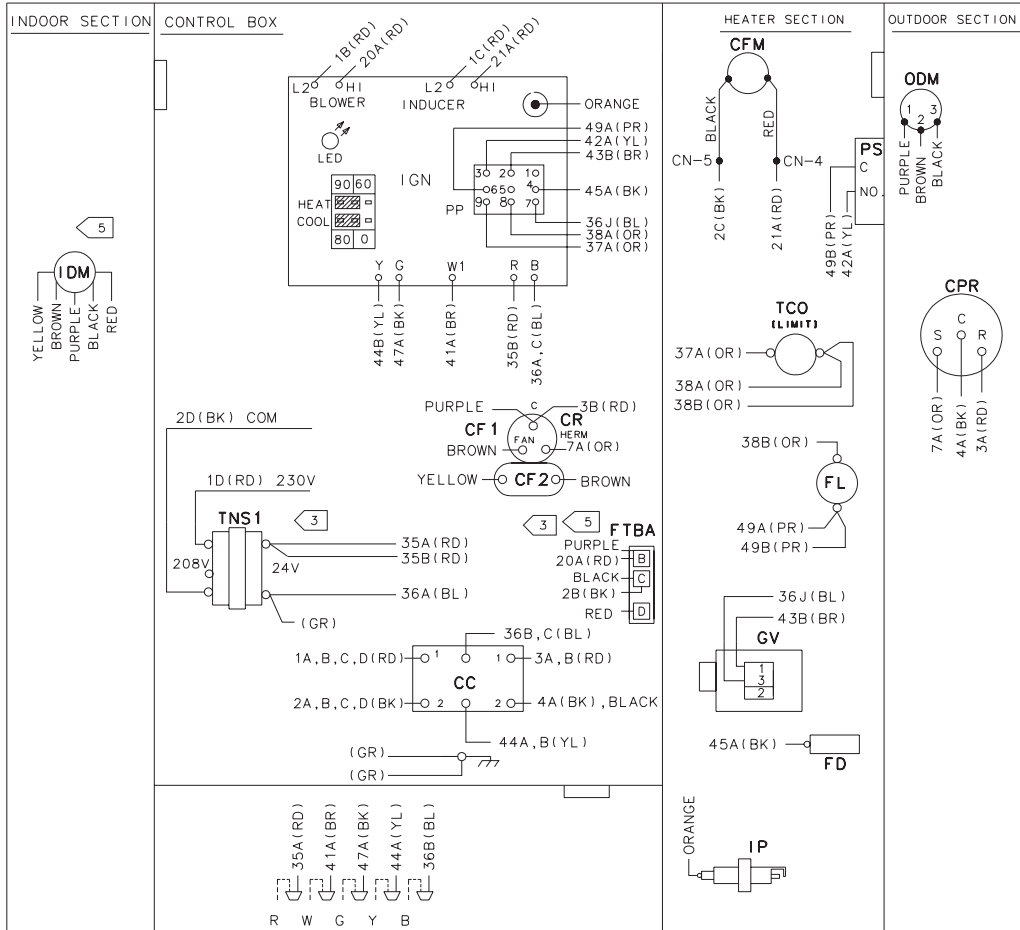 INDOOR SECTION
IDM
5
YELLOW
BROWN
PURPLE
BLACK
RED
CONTROL BOX
1B(RD)
20A(RD)
1C(RD)
21A(RD)
L2 HI
BLOWER
L2 HI
INDUCER
LED
IGN
90 60
HEAT
COOL
80 0
3 2 1
6 5 4
9 8 7
PP
ORANGE
49A(PR)
42A(YL)
43B(BR)
45A(BK)
36J(BL)
38A(OR)
37A(OR)
Y G W1 R B
44B(YL)
47A(BK)
41A(BR)
35B(RD)
36A,C(BL)
2D(BK) COM
1D(RD) 230V
TNS1
3
208V
24V
35A(RD)
35B(RD)
36A(BL)
(GR)
PURPLE
C
3B(RD)
CF1
CR
FAN
HERM
BROWN
7A(OR)
YELLOW
CF2
BROWN
3
5
FTBA
PURPLE
20A(RD)
B
BLACK
C
2B(BK)
RED
D
36B,C(BL)
1A,B,C,D(RD)
1
1
3A,B(RD)
CC
2A,B,C,D(BK)
2
2
4A(BK),BLACK
44A,B(YL)
(GR)
(GR)
35A(RD)
41A(BR)
47A(BK)
44A(YL)
36B(BL)
R W G Y B
HEATER SECTION
CFM
BLACK
RED
CN-5
CN-4
2C(BK)
21A(RD)
PS
C
NO.
49B(PR)
42A(YL)
TCO
(LIMIT)
37A(OR)
38A(OR)
38B(OR)
38B(OR)
FL
49A(PR)
49B(PR)
36J(BL)
43B(BR)
GV
1
3
2
45A(BK)
FD
ORANGE
IP
OUTDOOR SECTION
ODM
1 2 3
PURPLE
BROWN
BLACK
CPR
S C R
7A(OR)
4A(BK)
3A(RD)